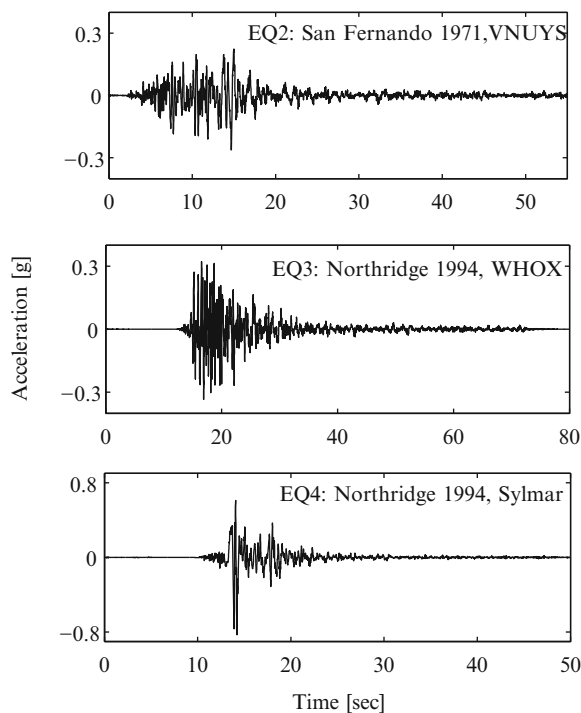 EQ2: San Fernando 1971,VNUYS
0.3
0
−0.3
0 10 20 30 40 50
Acceleration [g]
EQ3: Northridge 1994, WHOX
0.3
0
−0.3
0 20 40 60 80
EQ4: Northridge 1994, Sylmar
0.8
0
−0.8
0 10 20 30 40 50
Time [sec]